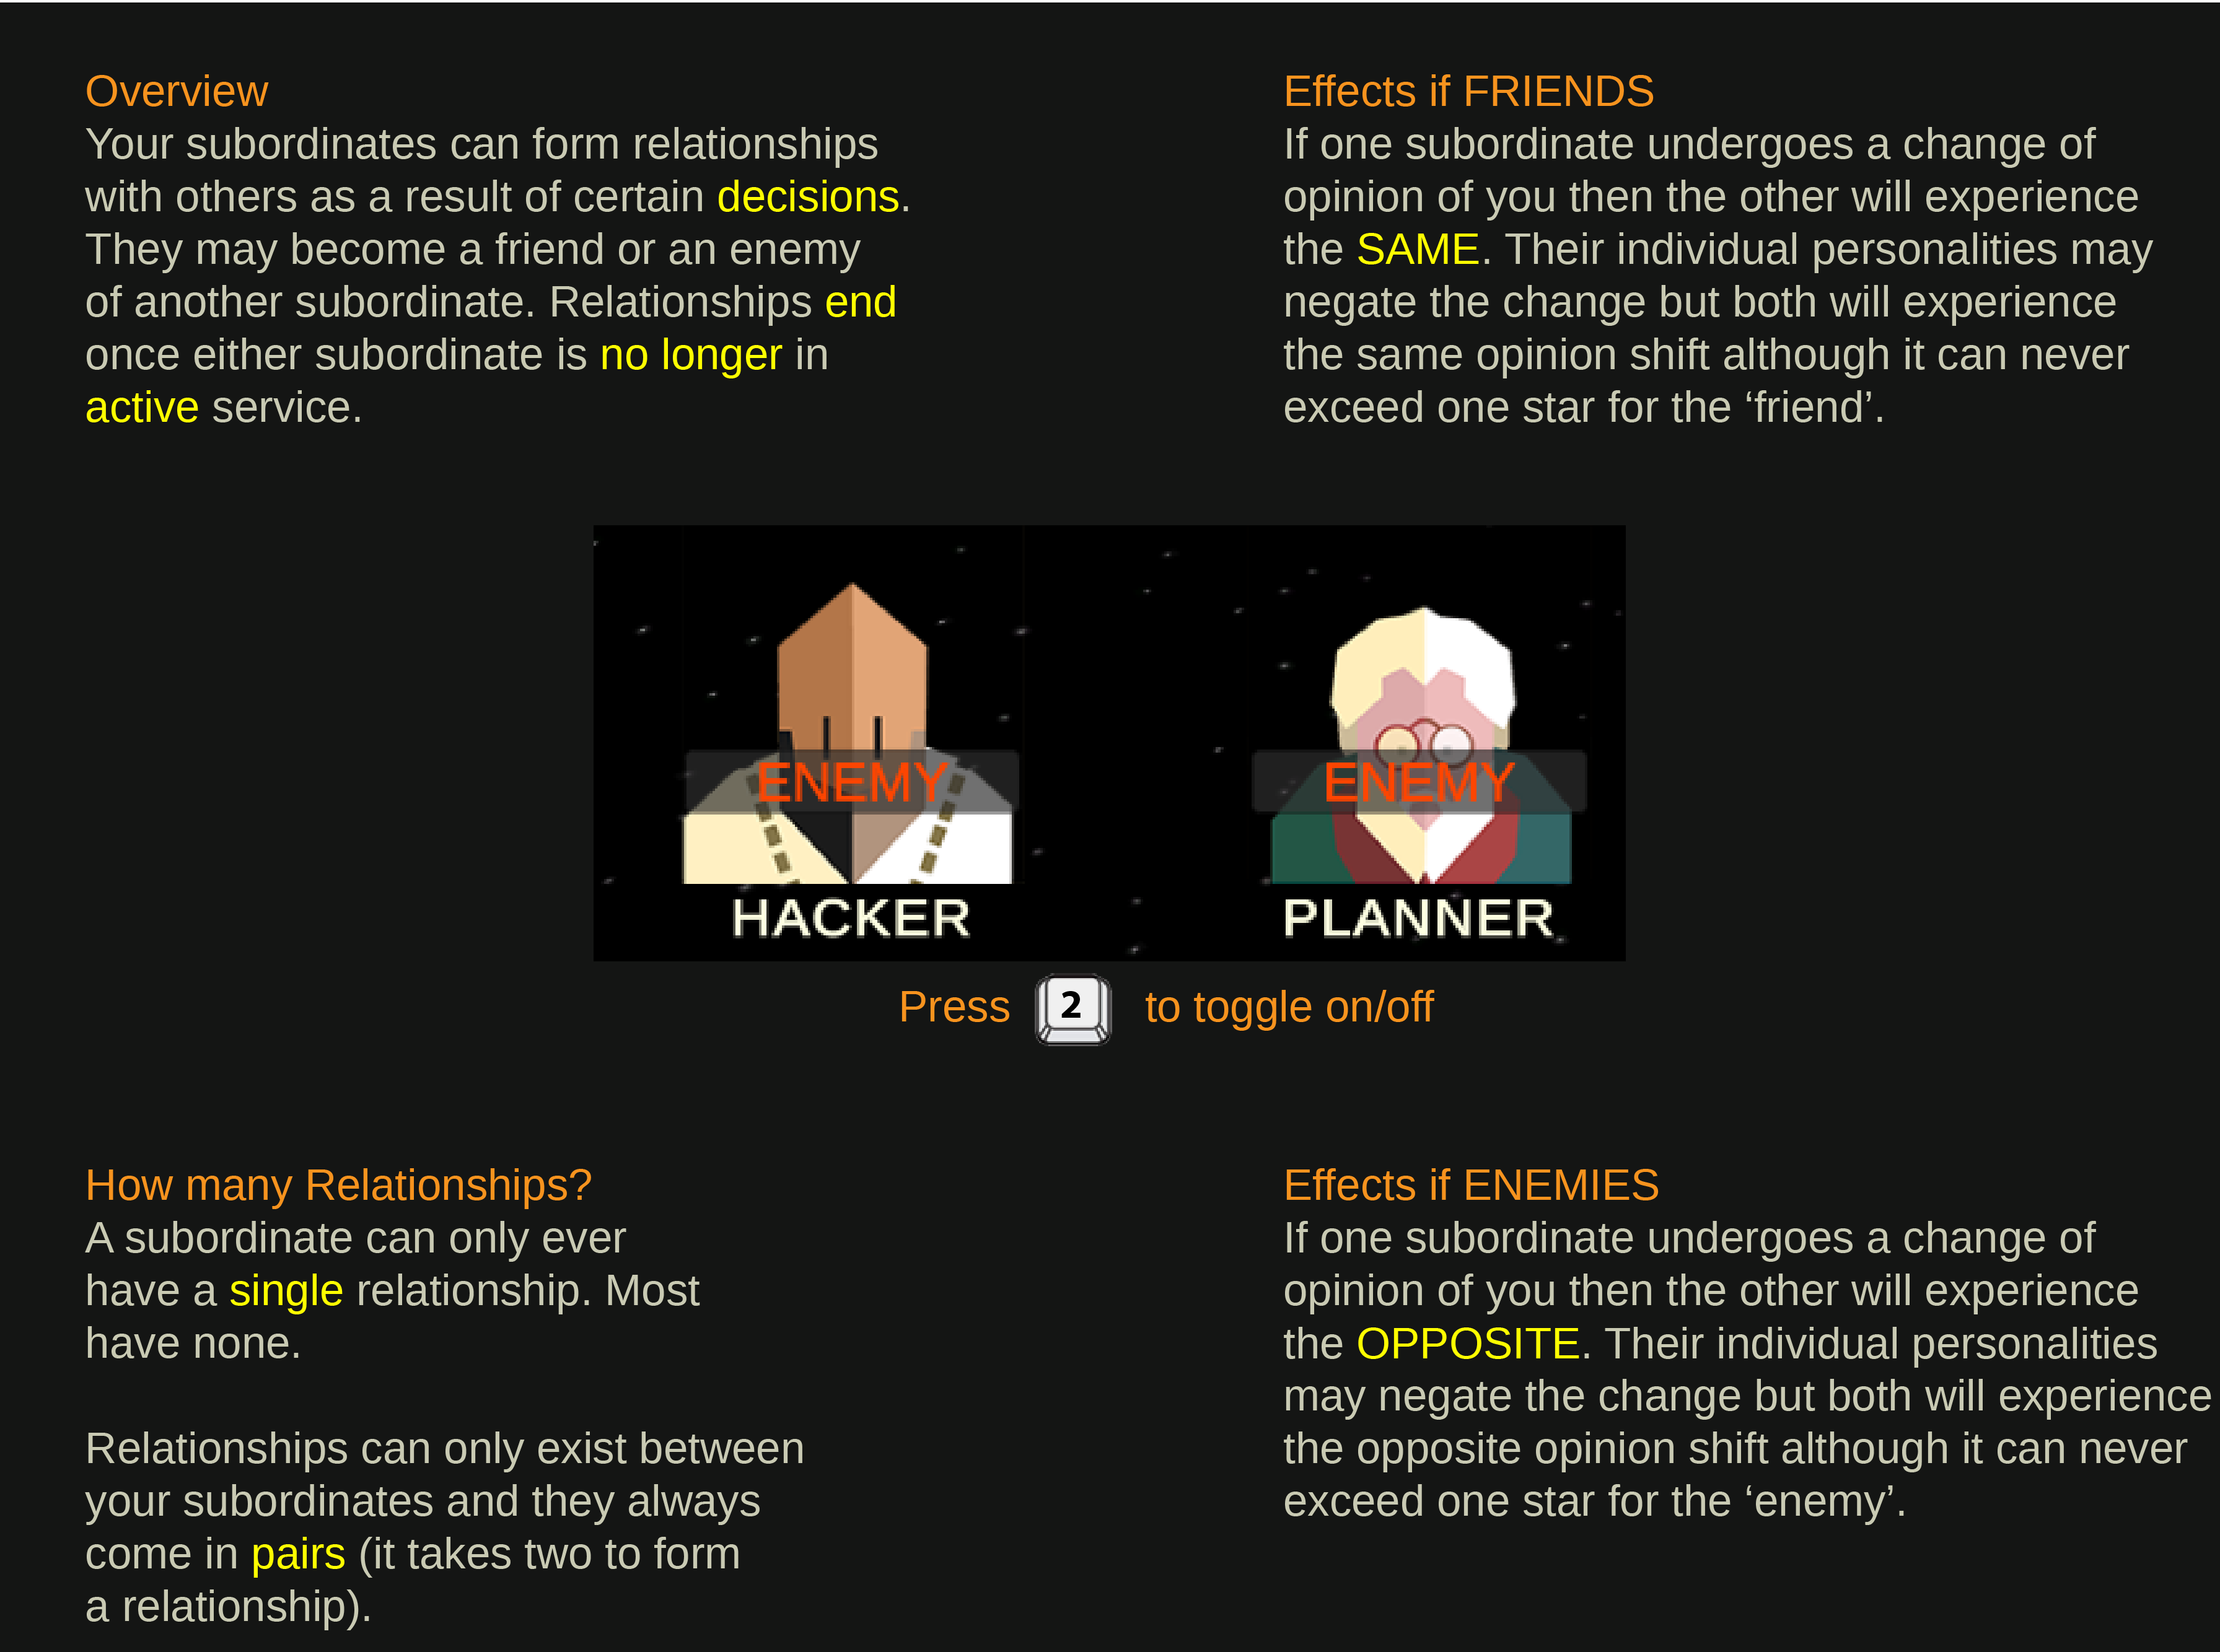 Overview
Your subordinates can form relationships
with others as a result of certain decisions.
They may become a friend or an enemy
of another subordinate. Relationships end
once either subordinate is no longer in
active service.
Effects if FRIENDS
If one subordinate undergoes a change of
opinion of you then the other will experience
the SAME. Their individual personalities may
negate the change but both will experience
the same opinion shift although it can never
exceed one star for the ‘friend’.
ENEMY
ENEMY
HACKER
PLANNER
Press 2 to toggle on/off
How many Relationships?
A subordinate can only ever
have a single relationship. Most
have none.
Relationships can only exist between
your subordinates and they always
come in pairs (it takes two to form
a relationship).
Effects if ENEMIES
If one subordinate undergoes a change of
opinion of you then the other will experience
the OPPOSITE. Their individual personalities
may negate the change but both will experience
the opposite opinion shift although it can never
exceed one star for the ‘enemy’.